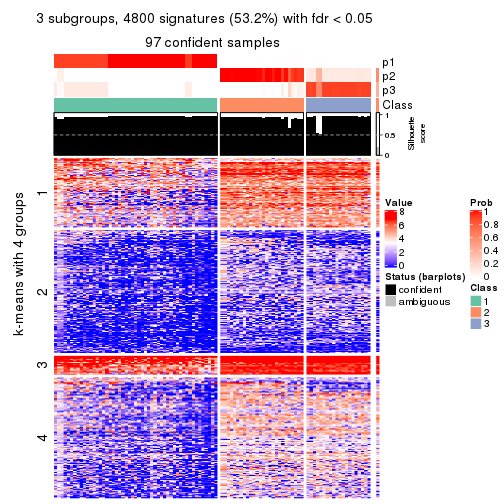 3 subgroups, 4800 signatures (53.2%) with fdr < 0.05
97 confident samples
p1
p2
p3
Class
1
0.5
0
Silhouette
score
k-means with 4 groups
1
2
3
4
Value
8
6
4
2
0
Status (barplots)
confident
ambiguous
Prob
1
0.8
0.6
0.4
0.2
0
Class
1
2
3